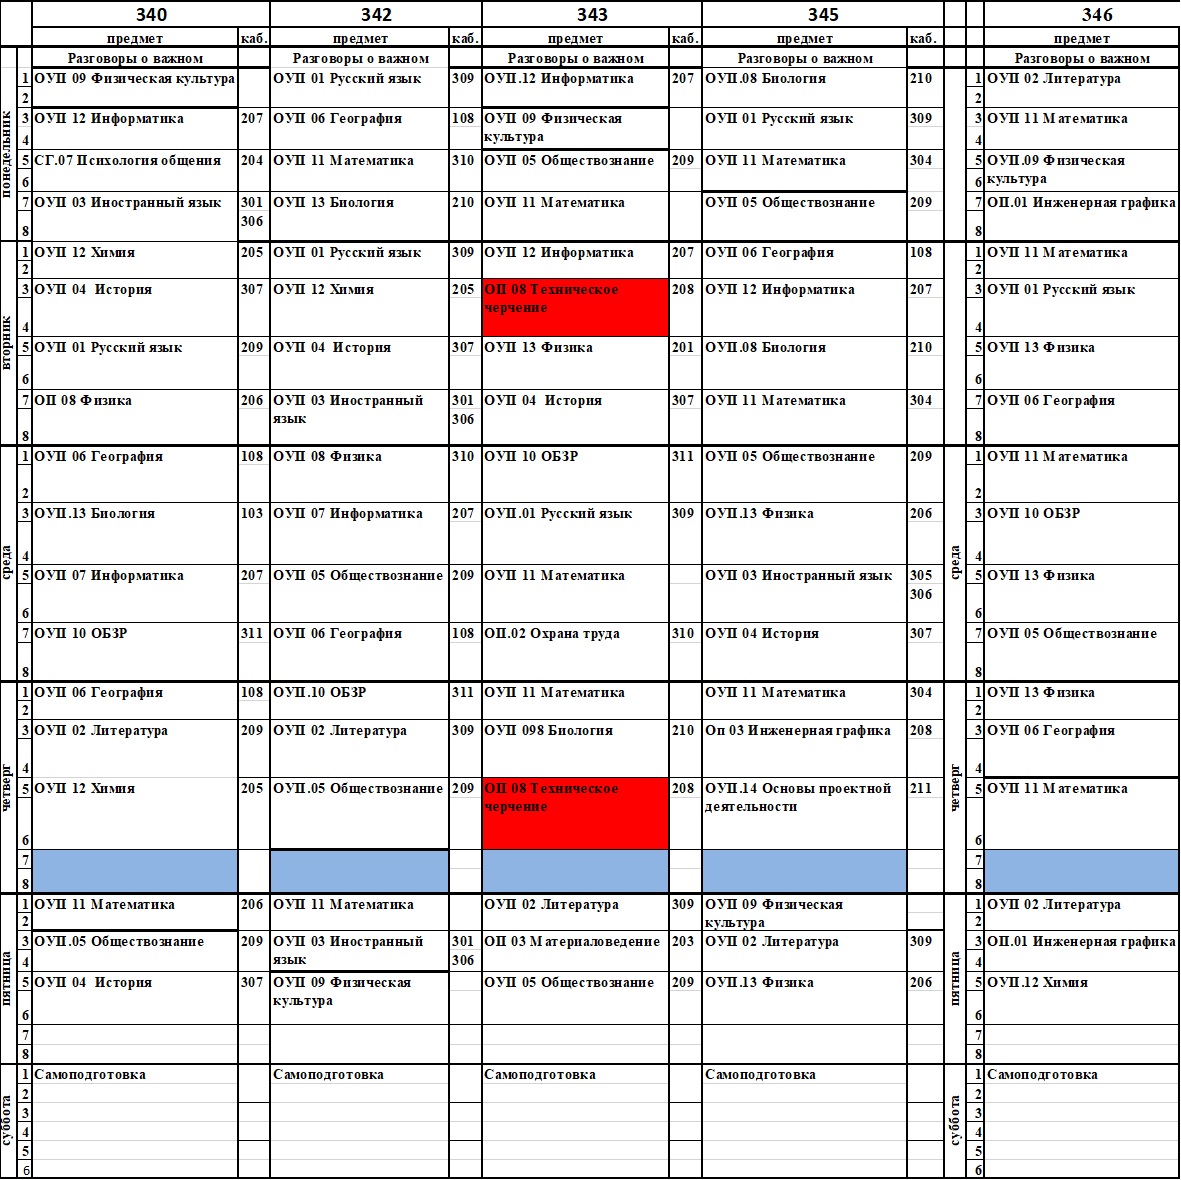 340 342 343 345 346
предмет каб. предмет каб. предмет каб. предмет каб. предмет
Разговоры о важном Разговоры о важном Разговоры о важном Разговоры о важном Разговоры о важном
понедельник
1 ОУП 09 Физическая культура ОУП 01 Русский язык 309 ОУП.12 Информатика 207 ОУП.08 Биология 210 1 ОУП 02 Литература
2 2
3 ОУП 12 Информатика 207 ОУП 06 География 108 ОУП 09 Физическая ОУП 01 Русский язык 309 3 ОУП 11 Математика
4 культура 4
5 СГ.07 Психология общения 204 ОУП 11 Математика 310 ОУП 05 Обществознание 209 ОУП 11 Математика 304 5 ОУП.09 Физическая
6 6 культура
7 ОУП 03 Иностранный язык 301 ОУП 13 Биология 210 ОУП 11 Математика ОУП 05 Обществознание 209 7 ОП.01 Инженерная графика
8 306 8
вторник
1 ОУП 12 Химия 205 ОУП 01 Русский язык 309 ОУП 12 Информатика 207 ОУП 06 География 108 1 ОУП 11 Математика
2 2
3 ОУП 04 История 307 ОУП 12 Химия 205 ОП 08 Техническое 208 ОУП 12 Информатика 207 3 ОУП 01 Русский язык
4 черчение 4
5 ОУП 01 Русский язык 209 ОУП 04 История 307 ОУП 13 Физика 201 ОУП.08 Биология 210 5 ОУП 13 Физика
6 6
7 ОП 08 Физика 206 ОУП 03 Иностранный 301 ОУП 04 История 307 ОУП 11 Математика 304 7 ОУП 06 География
8 язык 306 8
среда среда
1 ОУП 06 География 108 ОУП 08 Физика 310 ОУП 10 ОБЗР 311 ОУП 05 Обществознание 209 1 ОУП 11 Математика
2 2
3 ОУП.13 Биология 103 ОУП 07 Информатика 207 ОУП.01 Русский язык 309 ОУП.13 Физика 206 3 ОУП 10 ОБЗР
4 4
5 ОУП 07 Информатика 207 ОУП 05 Обществознание 209 ОУП 11 Математика ОУП 03 Иностранный язык 305 5 ОУП 13 Физика
6 306 6
7 ОУП 10 ОБЗР 311 ОУП 06 География 108 ОП.02 Охрана труда 310 ОУП 04 История 307 7 ОУП 05 Обществознание
8 8
четверг четверг
1 ОУП 06 География 108 ОУП.10 ОБЗР 311 ОУП 11 Математика ОУП 11 Математика 304 1 ОУП 13 Физика
2 2
3 ОУП 02 Литература 209 ОУП 02 Литература 309 ОУП 098 Биология 210 Оп 03 Инженерная графика 208 3 ОУП 06 География
4 4
5 ОУП 12 Химия 205 ОУП.05 Обществознание 209 ОП 08 Техническое 208 ОУП.14 Основы проектной 211 5 ОУП 11 Математика
6 черчение деятельности 6
7 7
8 8
пятница пятница
1 ОУП 11 Математика 206 ОУП 11 Математика ОУП 02 Литература 309 ОУП 09 Физическая 1 ОУП 02 Литература
2 культура 2
3 ОУП.05 Обществознание 209 ОУП 03 Иностранный 301 ОП 03 Материаловедение 203 ОУП 02 Литература 309 3 ОП.01 Инженерная графика
4 язык 306 4
5 ОУП 04 История 307 ОУП 09 Физическая ОУП 05 Обществознание 209 ОУП.13 Физика 206 5 ОУП.12 Химия
6 культура 6
7 7
8 8
суббота суббота
1 Самоподготовка Самоподготовка Самоподготовка Самоподготовка 1 Самоподготовка
2 2
3 3
4 4
5 5
6 6